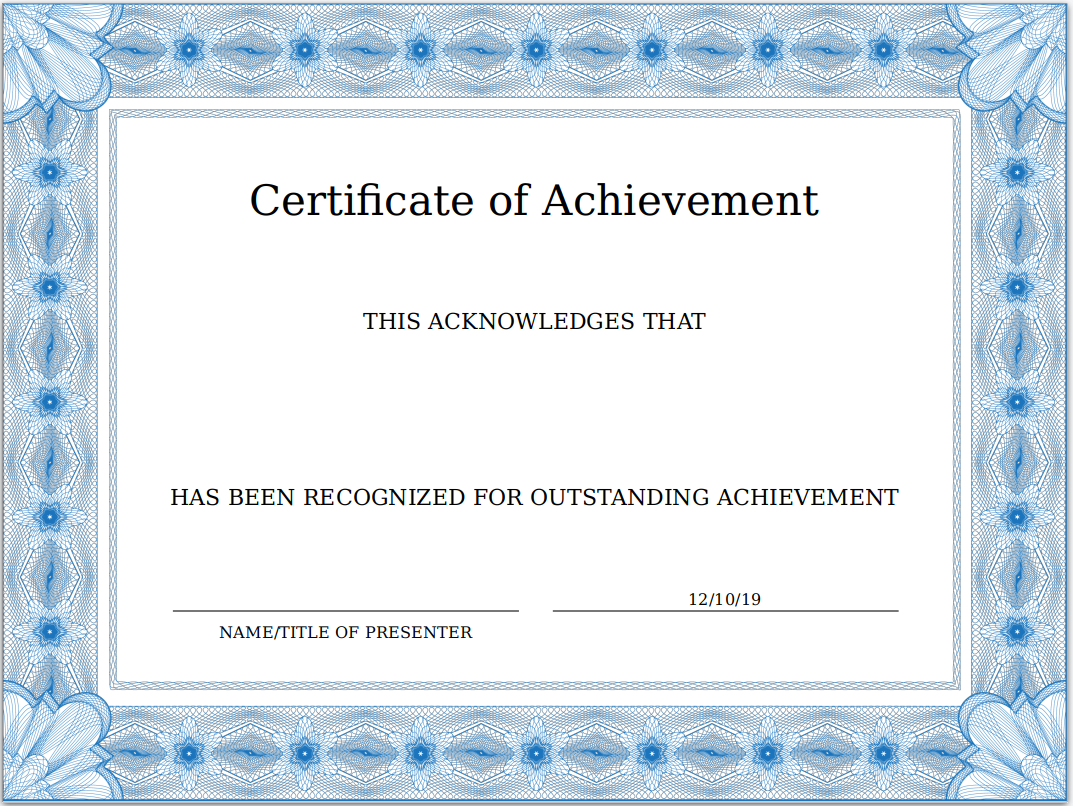 Certificate of Achievement
THIS ACKNOWLEDGES THAT
HAS BEEN RECOGNIZED FOR OUTSTANDING ACHIEVEMENT
12/10/19
NAME/TITLE OF PRESENTER